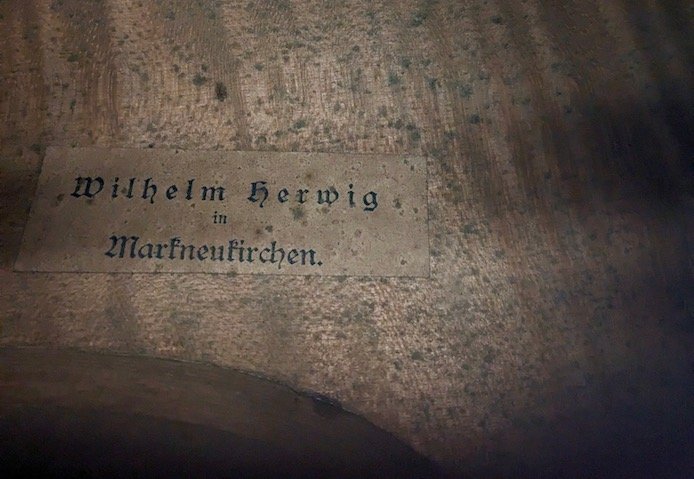 Wilhelm Herwig
in
Markneukirchen.